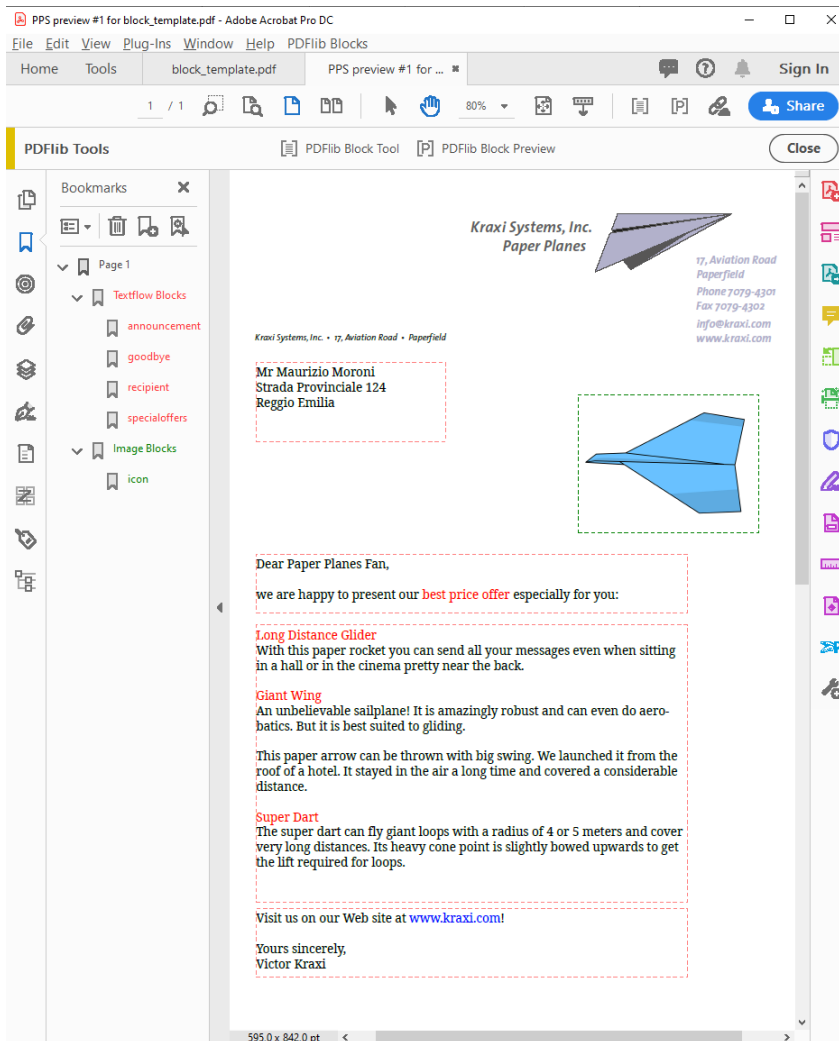 PPS preview #1 for block_template.pdf - Adobe Acrobat Pro DC
File Edit View Plug-Ins Window Help PDFlib Blocks
Home Tools block_template.pdf PPS preview #1 for ... Sign In
1 / 1 80% Share
PDFlib Tools PDFlib Block Tool PDFlib Block Preview Close
Bookmarks
Page 1
Textflow Blocks
announcement
goodbye
recipient
specialoffers
Image Blocks
icon
Kraxi Systems, Inc.
Paper Planes
17, Aviation Road
Paperfield
Phone 7079-4301
Fax 7079-4302
info@kraxi.com
www.kraxi.com
Kraxi Systems, Inc. • 17, Aviation Road • Paperfield
Mr Maurizio Moroni
Strada Provinciale 124
Reggio Emilia
Dear Paper Planes Fan,
we are happy to present our best price offer especially for you:
Long Distance Glider
With this paper rocket you can send all your messages even when sitting
in a hall or in the cinema pretty near the back.
Giant Wing
An unbelievable sailplane! It is amazingly robust and can even do aero-
batics. But it is best suited to gliding.
This paper arrow can be thrown with big swing. We launched it from the
roof of a hotel. It stayed in the air a long time and covered a considerable
distance.
Super Dart
The super dart can fly giant loops with a radius of 4 or 5 meters and cover
very long distances. Its heavy cone point is slightly bowed upwards to get
the lift required for loops.
Visit us on our Web site at www.kraxi.com!
Yours sincerely,
Victor Kraxi
595.0 x 842.0 pt